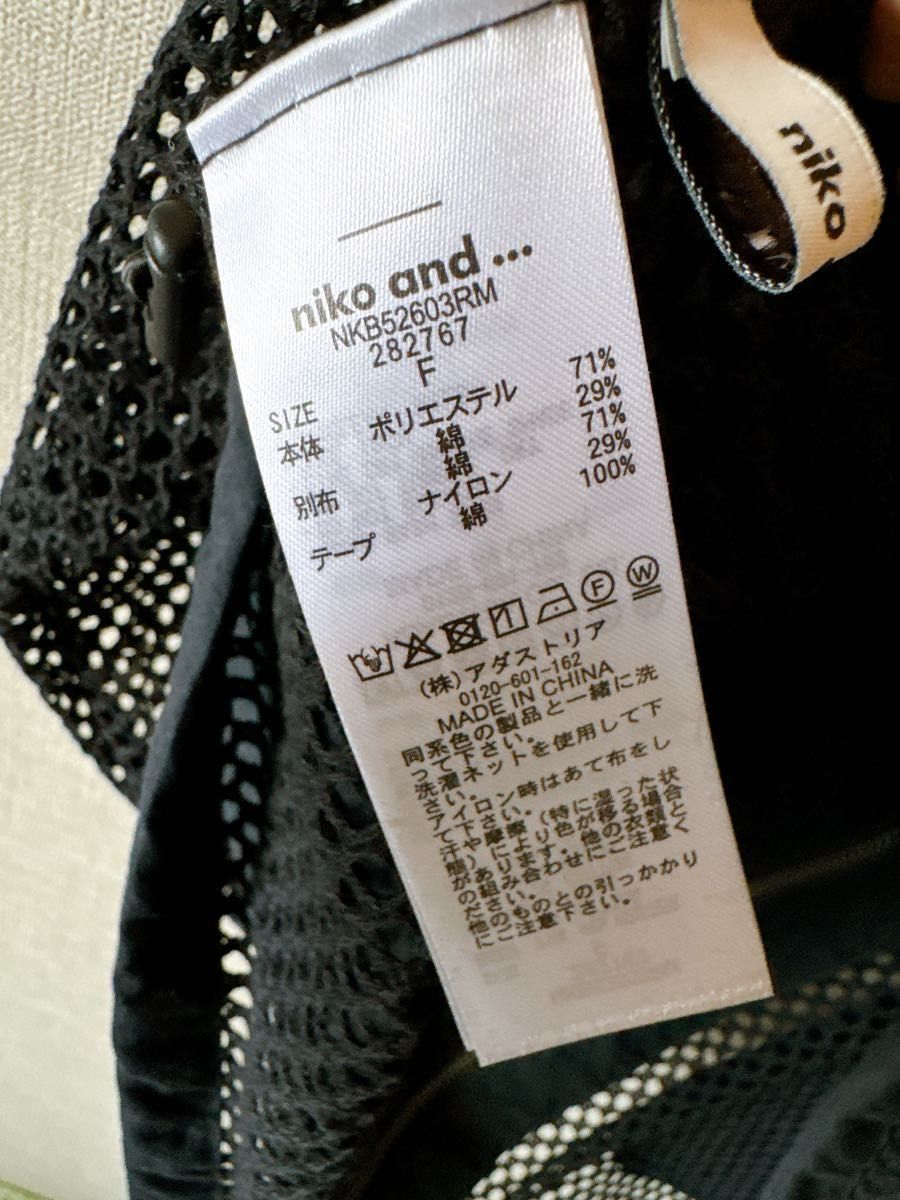 niko
niko and ...
NKB52603RM
282767
SIZE F
本体 ポリエステル 71%
綿 29%
別布 綿 71%
ナイロン 29%
テープ 綿 100%
F W
(株)アダストリア
0120-601-162
MADE IN CHINA
同系色の製品と一緒に洗
って下さい。
洗濯ネットを使用して下
さい。
アイロン時はあて布をし
て下さい。
汗や摩擦(特に湿った状
態)により色が移る場合
があります。他の衣類と
の組み合わせにご注意く
ださい。
他のものとの引っかかり
にご注意下さい。